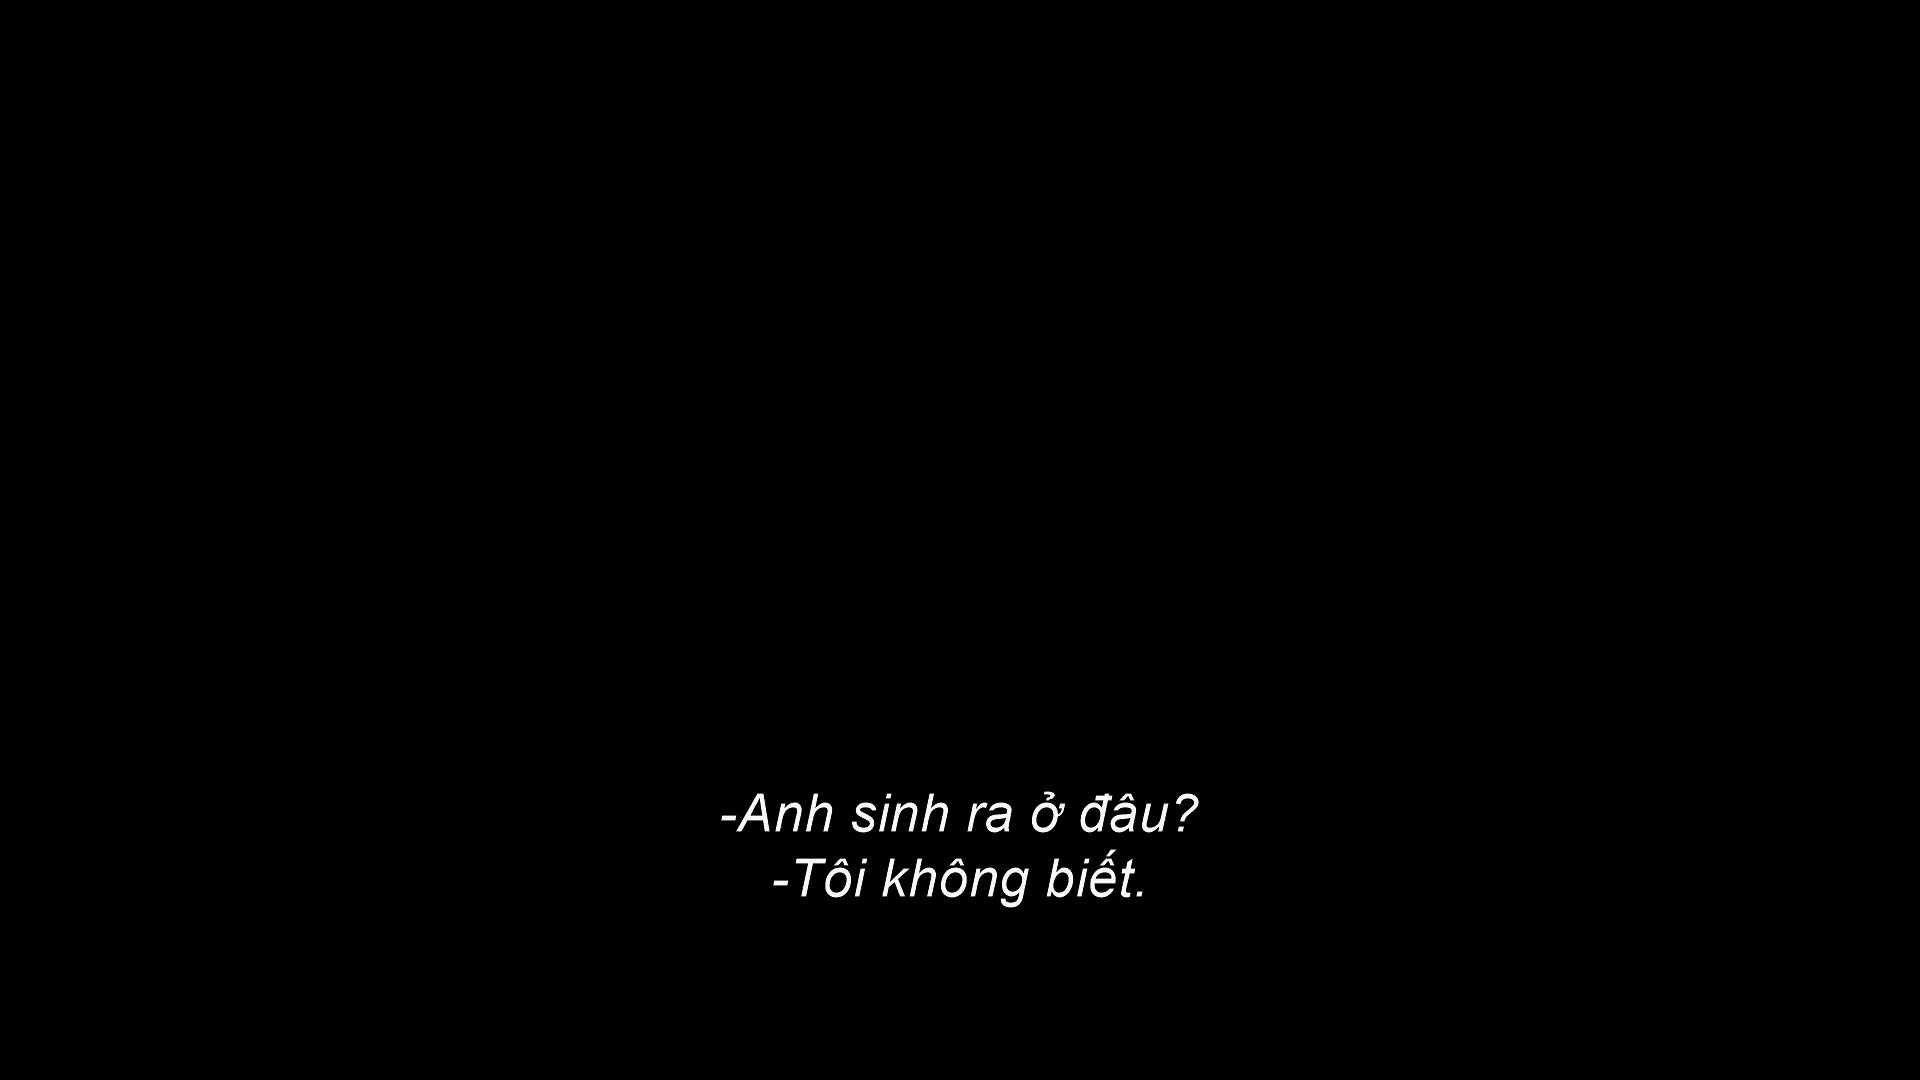 -Anh sinh ra ở đâu?
-Tôi không biết.